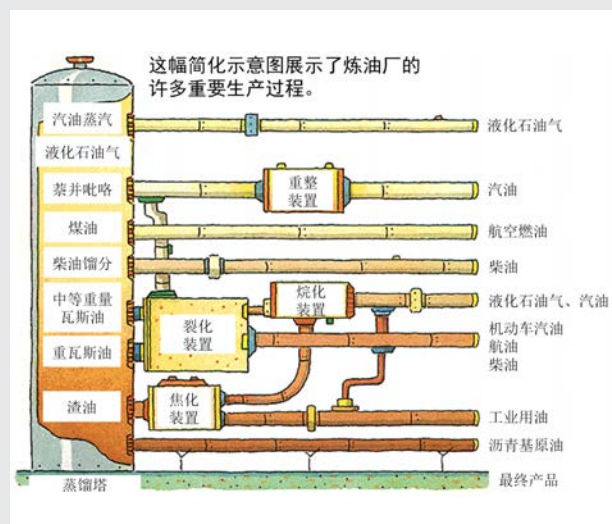 这幅简化示意图展示了炼油厂的
许多重要生产过程。
汽油蒸汽
液化石油气
液化石油气
萘并吡咯
重整
装置
汽油
煤油
航空燃油
柴油馏分
柴油
中等重量
瓦斯油
裂化
装置
烷化
装置
液化石油气、汽油
重瓦斯油
机动车汽油
航油
柴油
渣油
焦化
装置
工业用油
沥青基原油
蒸馏塔
最终产品